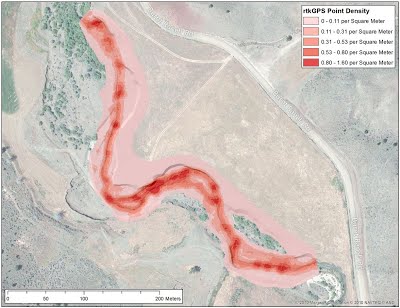 rtkGPS Point Density
0 - 0.11 per Square Meter
0.11 - 0.31 per Square Meter
0.31 - 0.53 per Square Meter
0.53 - 0.80 per Square Meter
0.80 - 1.60 per Square Meter
0 50 100 200 Meters